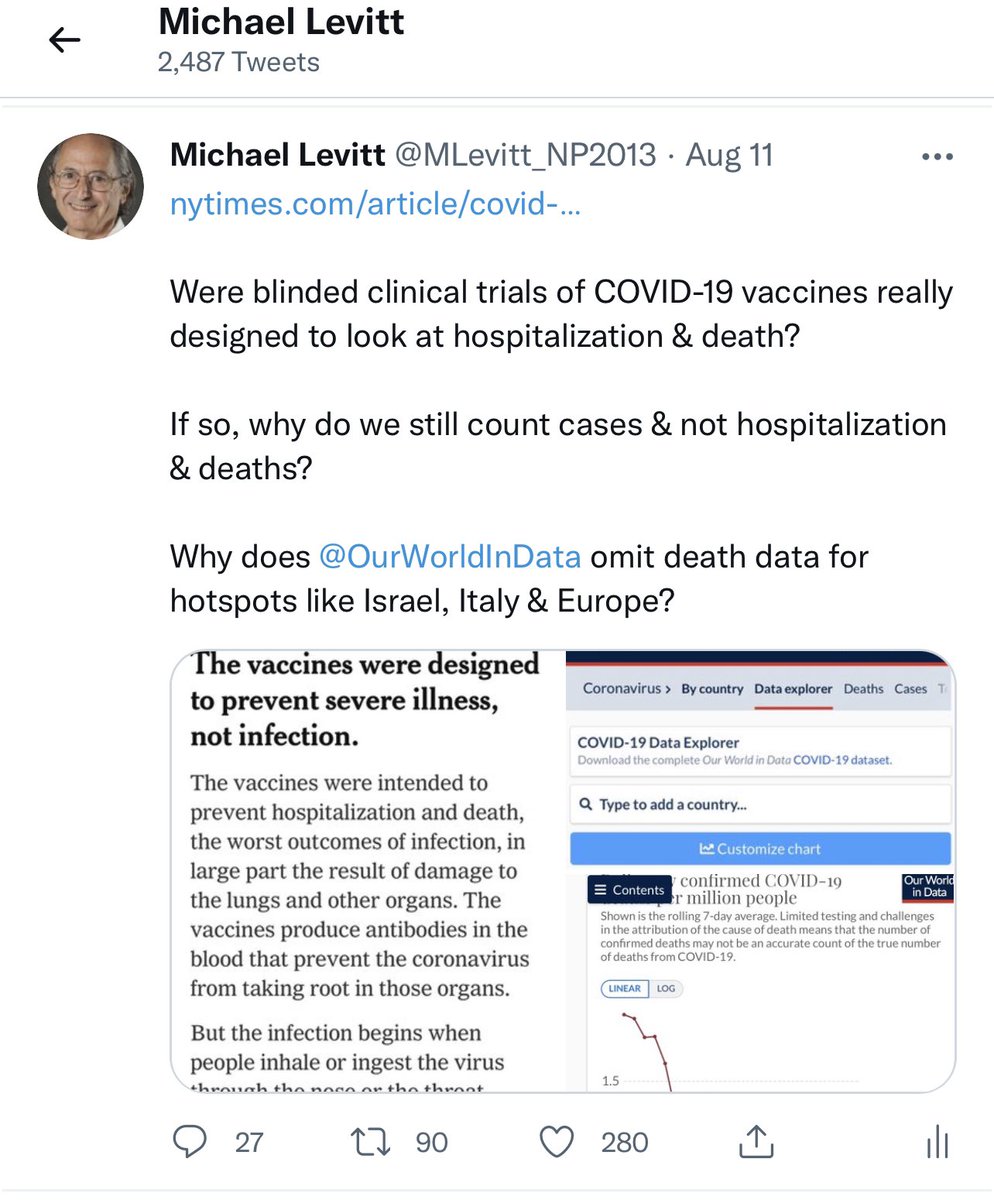 Michael Levitt
2,487 Tweets
Michael Levitt @MLevitt_NP2013 · Aug 11
nytimes.com/article/covid-...
Were blinded clinical trials of COVID-19 vaccines really
designed to look at hospitalization & death?
If so, why do we still count cases & not hospitalization
& deaths?
Why does @OurWorldInData omit death data for
hotspots like Israel, Italy & Europe?
The vaccines were designed
to prevent severe illness,
not infection.
The vaccines were intended to
prevent hospitalization and death,
the worst outcomes of infection, in
large part the result of damage to
the lungs and other organs. The
vaccines produce antibodies in the
blood that prevent the coronavirus
from taking root in those organs.
But the infection begins when
people inhale or ingest the virus
through the nose or the throat
Coronavirus › By country Data explorer Deaths Cases
COVID-19 Data Explorer
Download the complete Our World in Data COVID-19 dataset.
Type to add a country...
Customize chart
Contents
confirmed COVID-19
million people
Our World
in Data
Shown is the rolling 7-day average. Limited testing and challenges
in the attribution of the cause of death means that the number of
confirmed deaths may not be an accurate count of the true number
of deaths from COVID-19.
LINEAR LOG
1.5
27 90 280